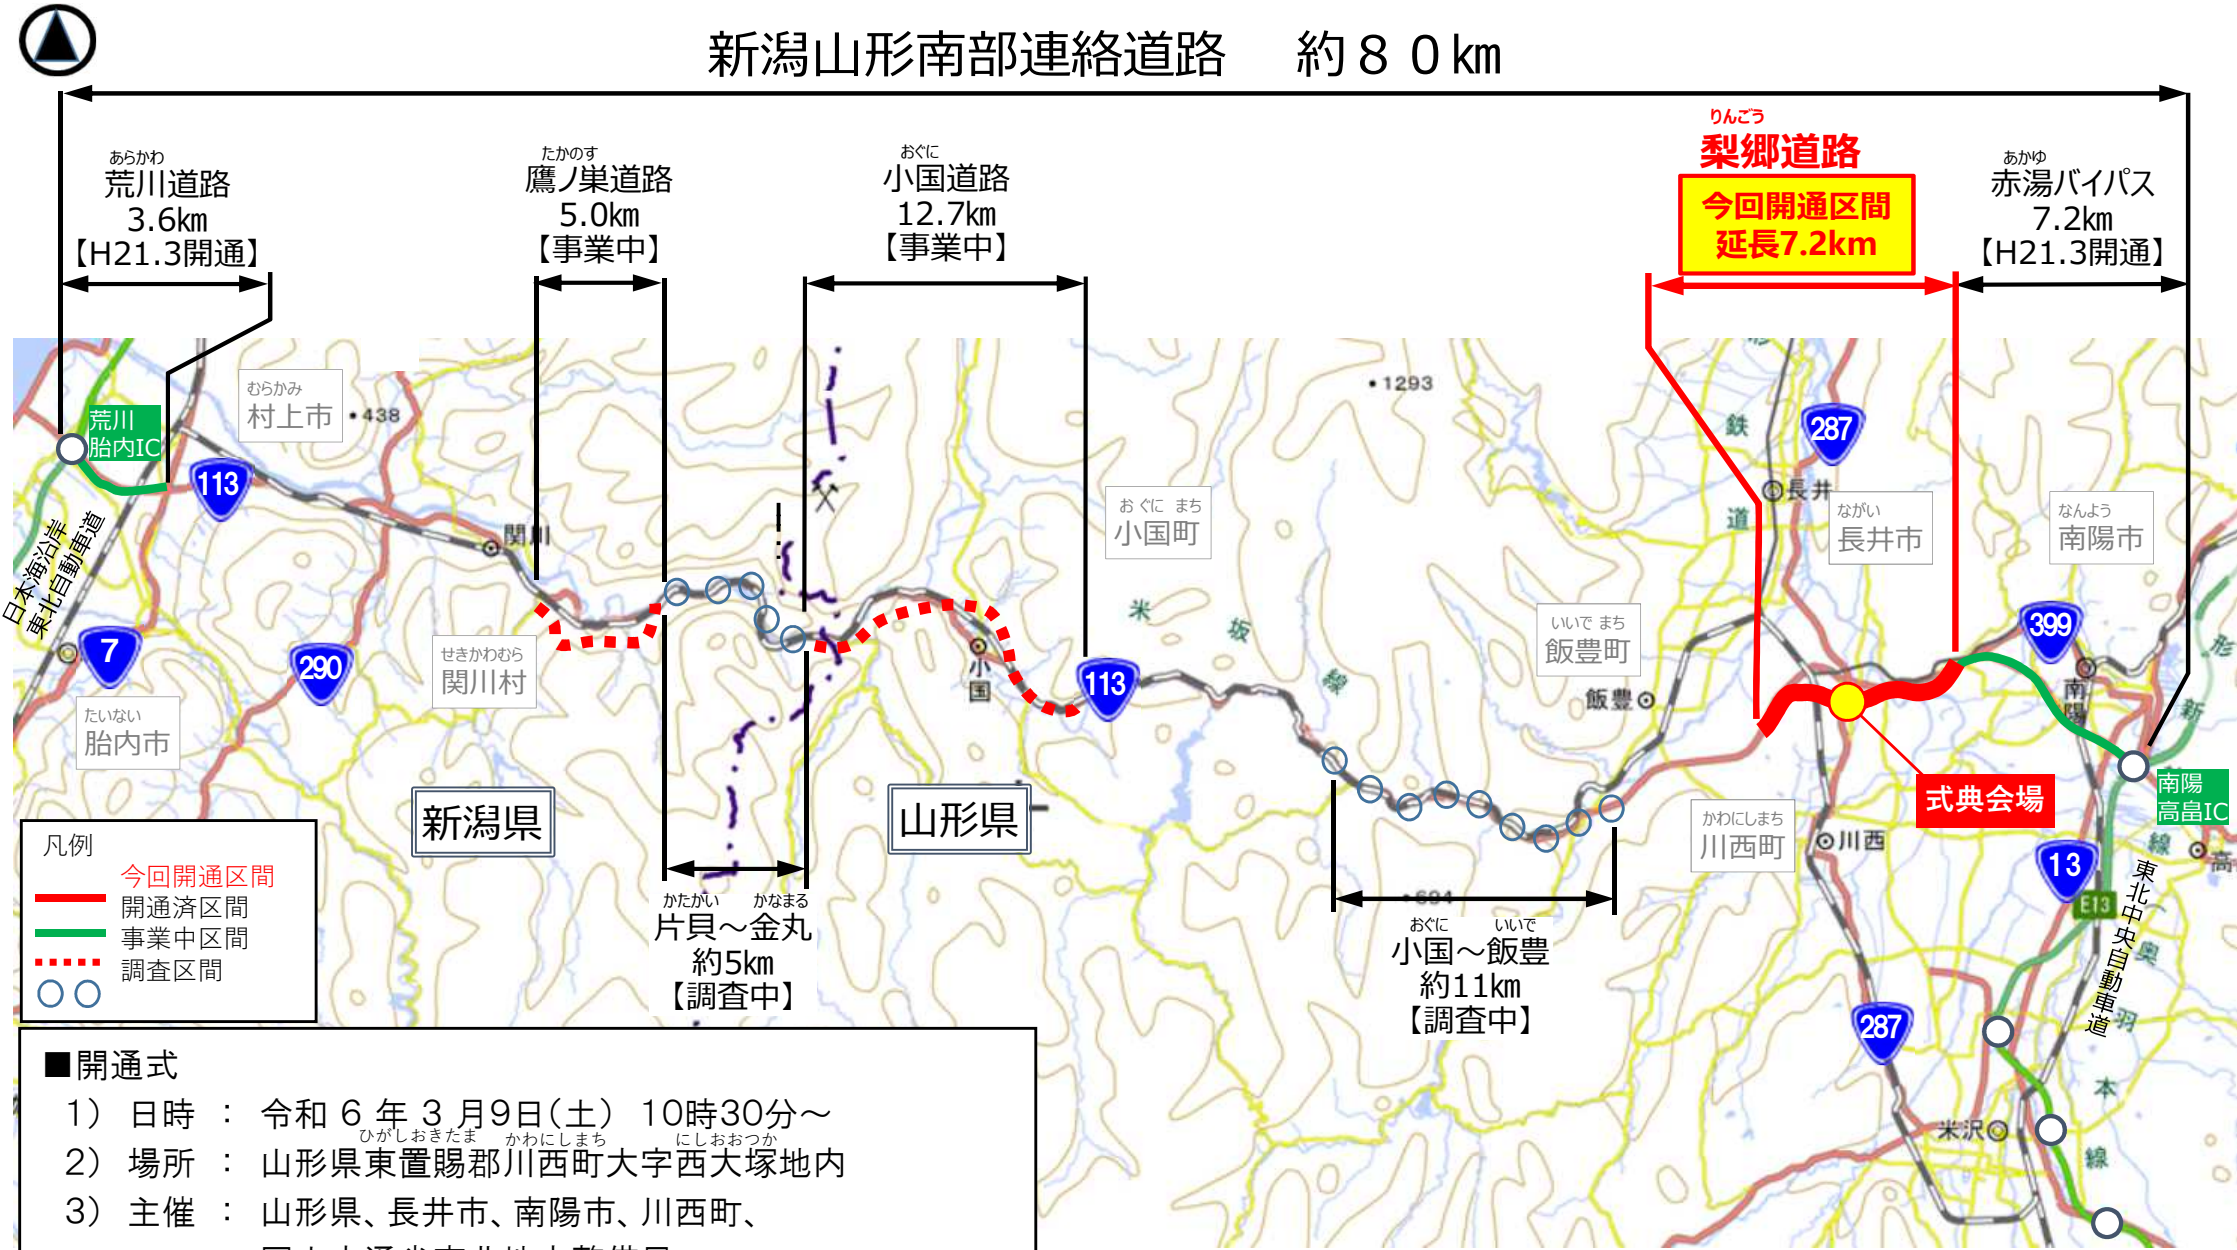 新潟山形南部連絡道路　約８０㎞
あらかわ
荒川道路
3.6㎞
【H21.3開通】
たかのす
鷹ノ巣道路
5.0㎞
【事業中】
おぐに
小国道路
12.7㎞
【事業中】
りんごう
梨郷道路
今回開通区間
延長7.2km
あかゆ
赤湯バイパス
7.2㎞
【H21.3開通】
荒川
胎内IC
むらかみ
村上市
・438
113
日本海沿岸
東北自動車道
関川
7
290
たいない
胎内市
せきかわむら
関川村
新潟県
小国
山形県
113
おぐに まち
小国町
・1293
米坂線
いいで まち
飯豊町
飯豊
鉄道
形
287
長井
ながい
長井市
なんよう
南陽市
399
南陽
形
新
式典会場
南陽
高畠IC
線
高
かわにしまち
川西町
川西
13
E13
東北中央自動車道
奥
羽
本
線
287
米沢
・694
かたかい　かなまる
片貝～金丸
約5㎞
【調査中】
おぐに　いいで
小国～飯豊
約11㎞
【調査中】
凡例
今回開通区間
開通済区間
事業中区間
調査区間
■開通式
1） 日時 ： 令和 6 年 3 月9日(土) 10時30分～
ひがしおきたま　かわにしまち　にしおおつか
2） 場所 ： 山形県東置賜郡川西町大字西大塚地内
3） 主催 ： 山形県、長井市、南陽市、川西町、